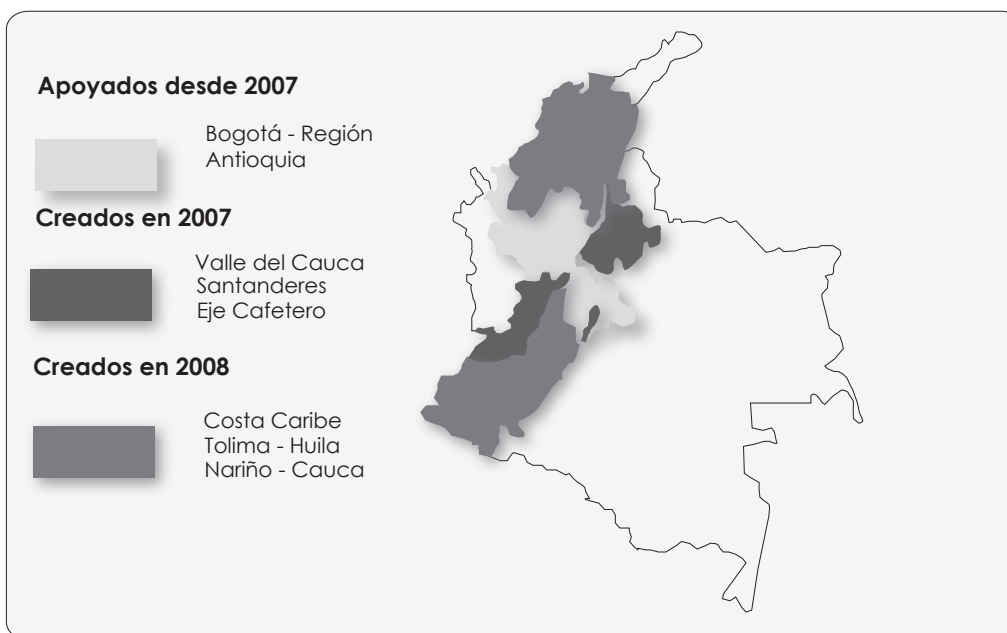 Apoyados desde 2007
Bogotá - Región
Antioquia
Creados en 2007
Valle del Cauca
Santanderes
Eje Cafetero
Creados en 2008
Costa Caribe
Tolima - Huila
Nariño - Cauca